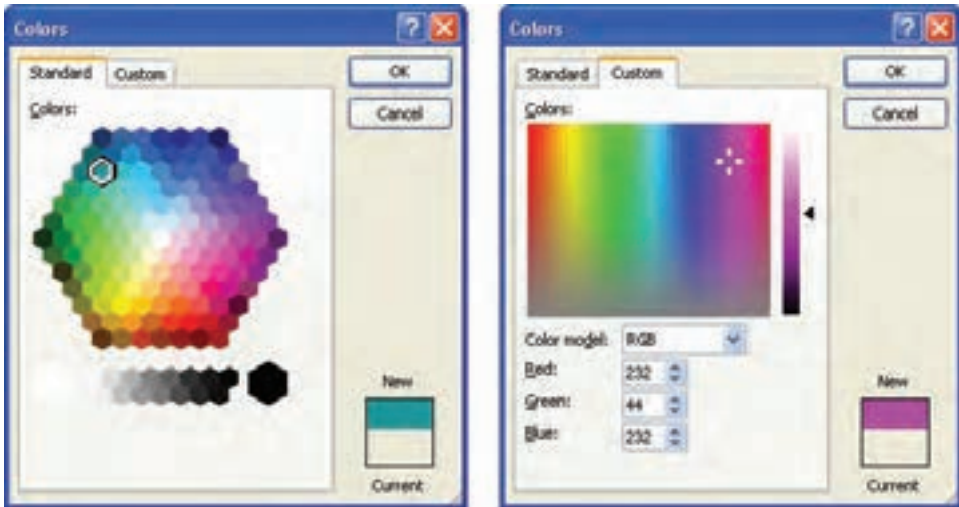 Colors
Standard Custom
OK
Cancel
Colors:
New
Current
Colors
Standard Custom
OK
Cancel
Colors:
Color model: RGB
Red: 232
Green: 44
Blue: 232
New
Current